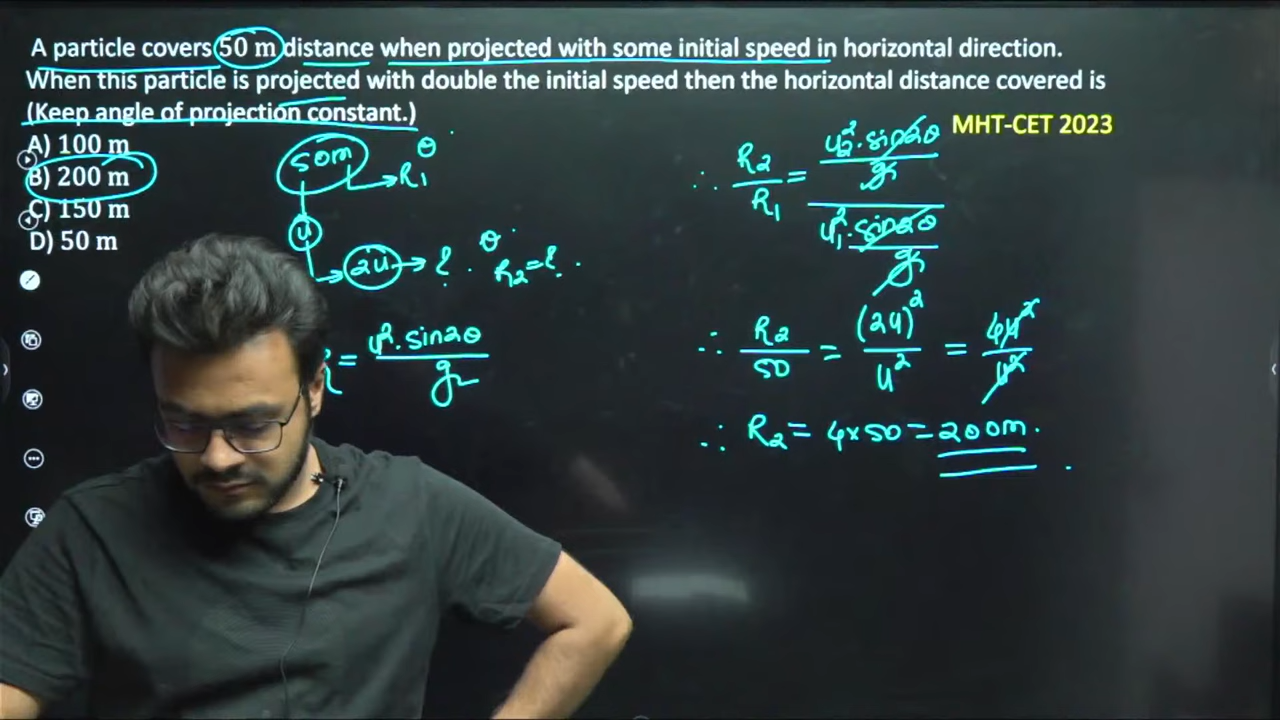 A particle covers 50 m distance when projected with some initial speed in horizontal direction.
When this particle is projected with double the initial speed then the horizontal distance covered is
(Keep angle of projection constant.)
MHT-CET 2023
A) 100 m
B) 200 m
C) 150 m
D) 50 m
50m θ
→ R₁
u
→ 2u → ? . θ R₂ = ? .
= u². sin2θ / g
∴ R₂/R₁ = (u₂². sin2θ / g) / (u₁². sin2θ / g)
∴ R₂/50 = (2u)²/u² = 4u²/u²
∴ R₂ = 4×50 = 200m.